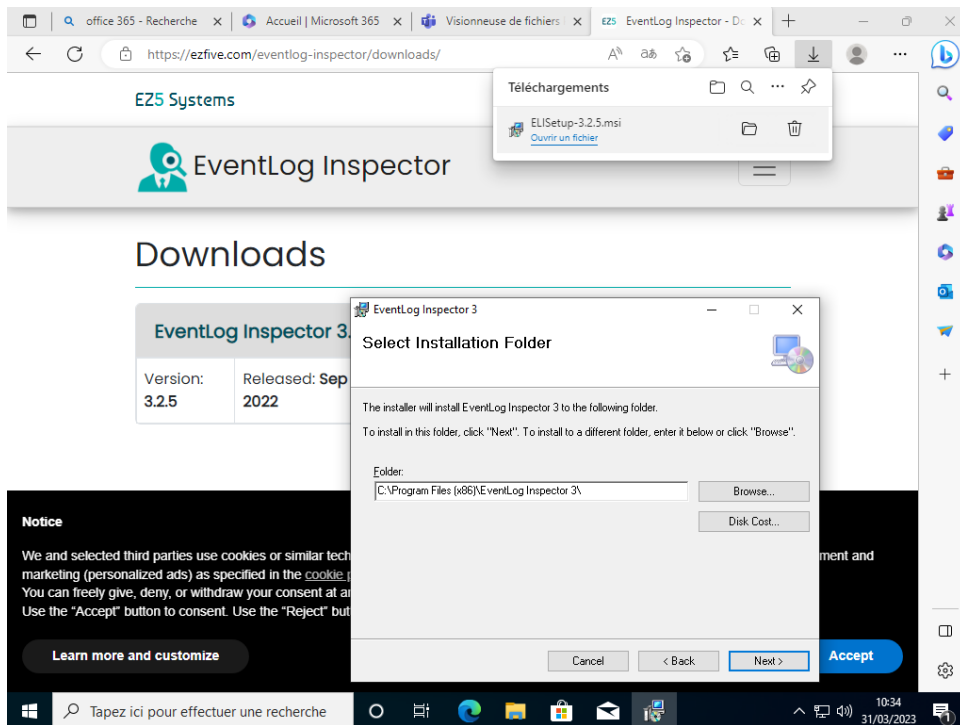 office 365 - Recherche
Accueil | Microsoft 365
Visionneuse de fichiers
EventLog Inspector - Do
https://ezfive.com/eventlog-inspector/downloads/
Téléchargements
ELISetup-3.2.5.msi
Ouvrir un fichier
EZ5 Systems
EventLog Inspector
Downloads
EventLog Inspector 3.
Version:
3.2.5
Released: Sep
2022
EventLog Inspector 3
Select Installation Folder
The installer will install EventLog Inspector 3 to the following folder.
To install in this folder, click "Next". To install to a different folder, enter it below or click "Browse".
Folder:
C:\Program Files (x86)\EventLog Inspector 3\
Browse...
Disk Cost...
Cancel
< Back
Next >
Notice
We and selected third parties use cookies or similar tech
ment and
marketing (personalized ads) as specified in the cookie p
You can freely give, deny, or withdraw your consent at a
Use the "Accept" button to consent. Use the "Reject" but
Learn more and customize
Accept
Tapez ici pour effectuer une recherche
10:34
31/03/2023